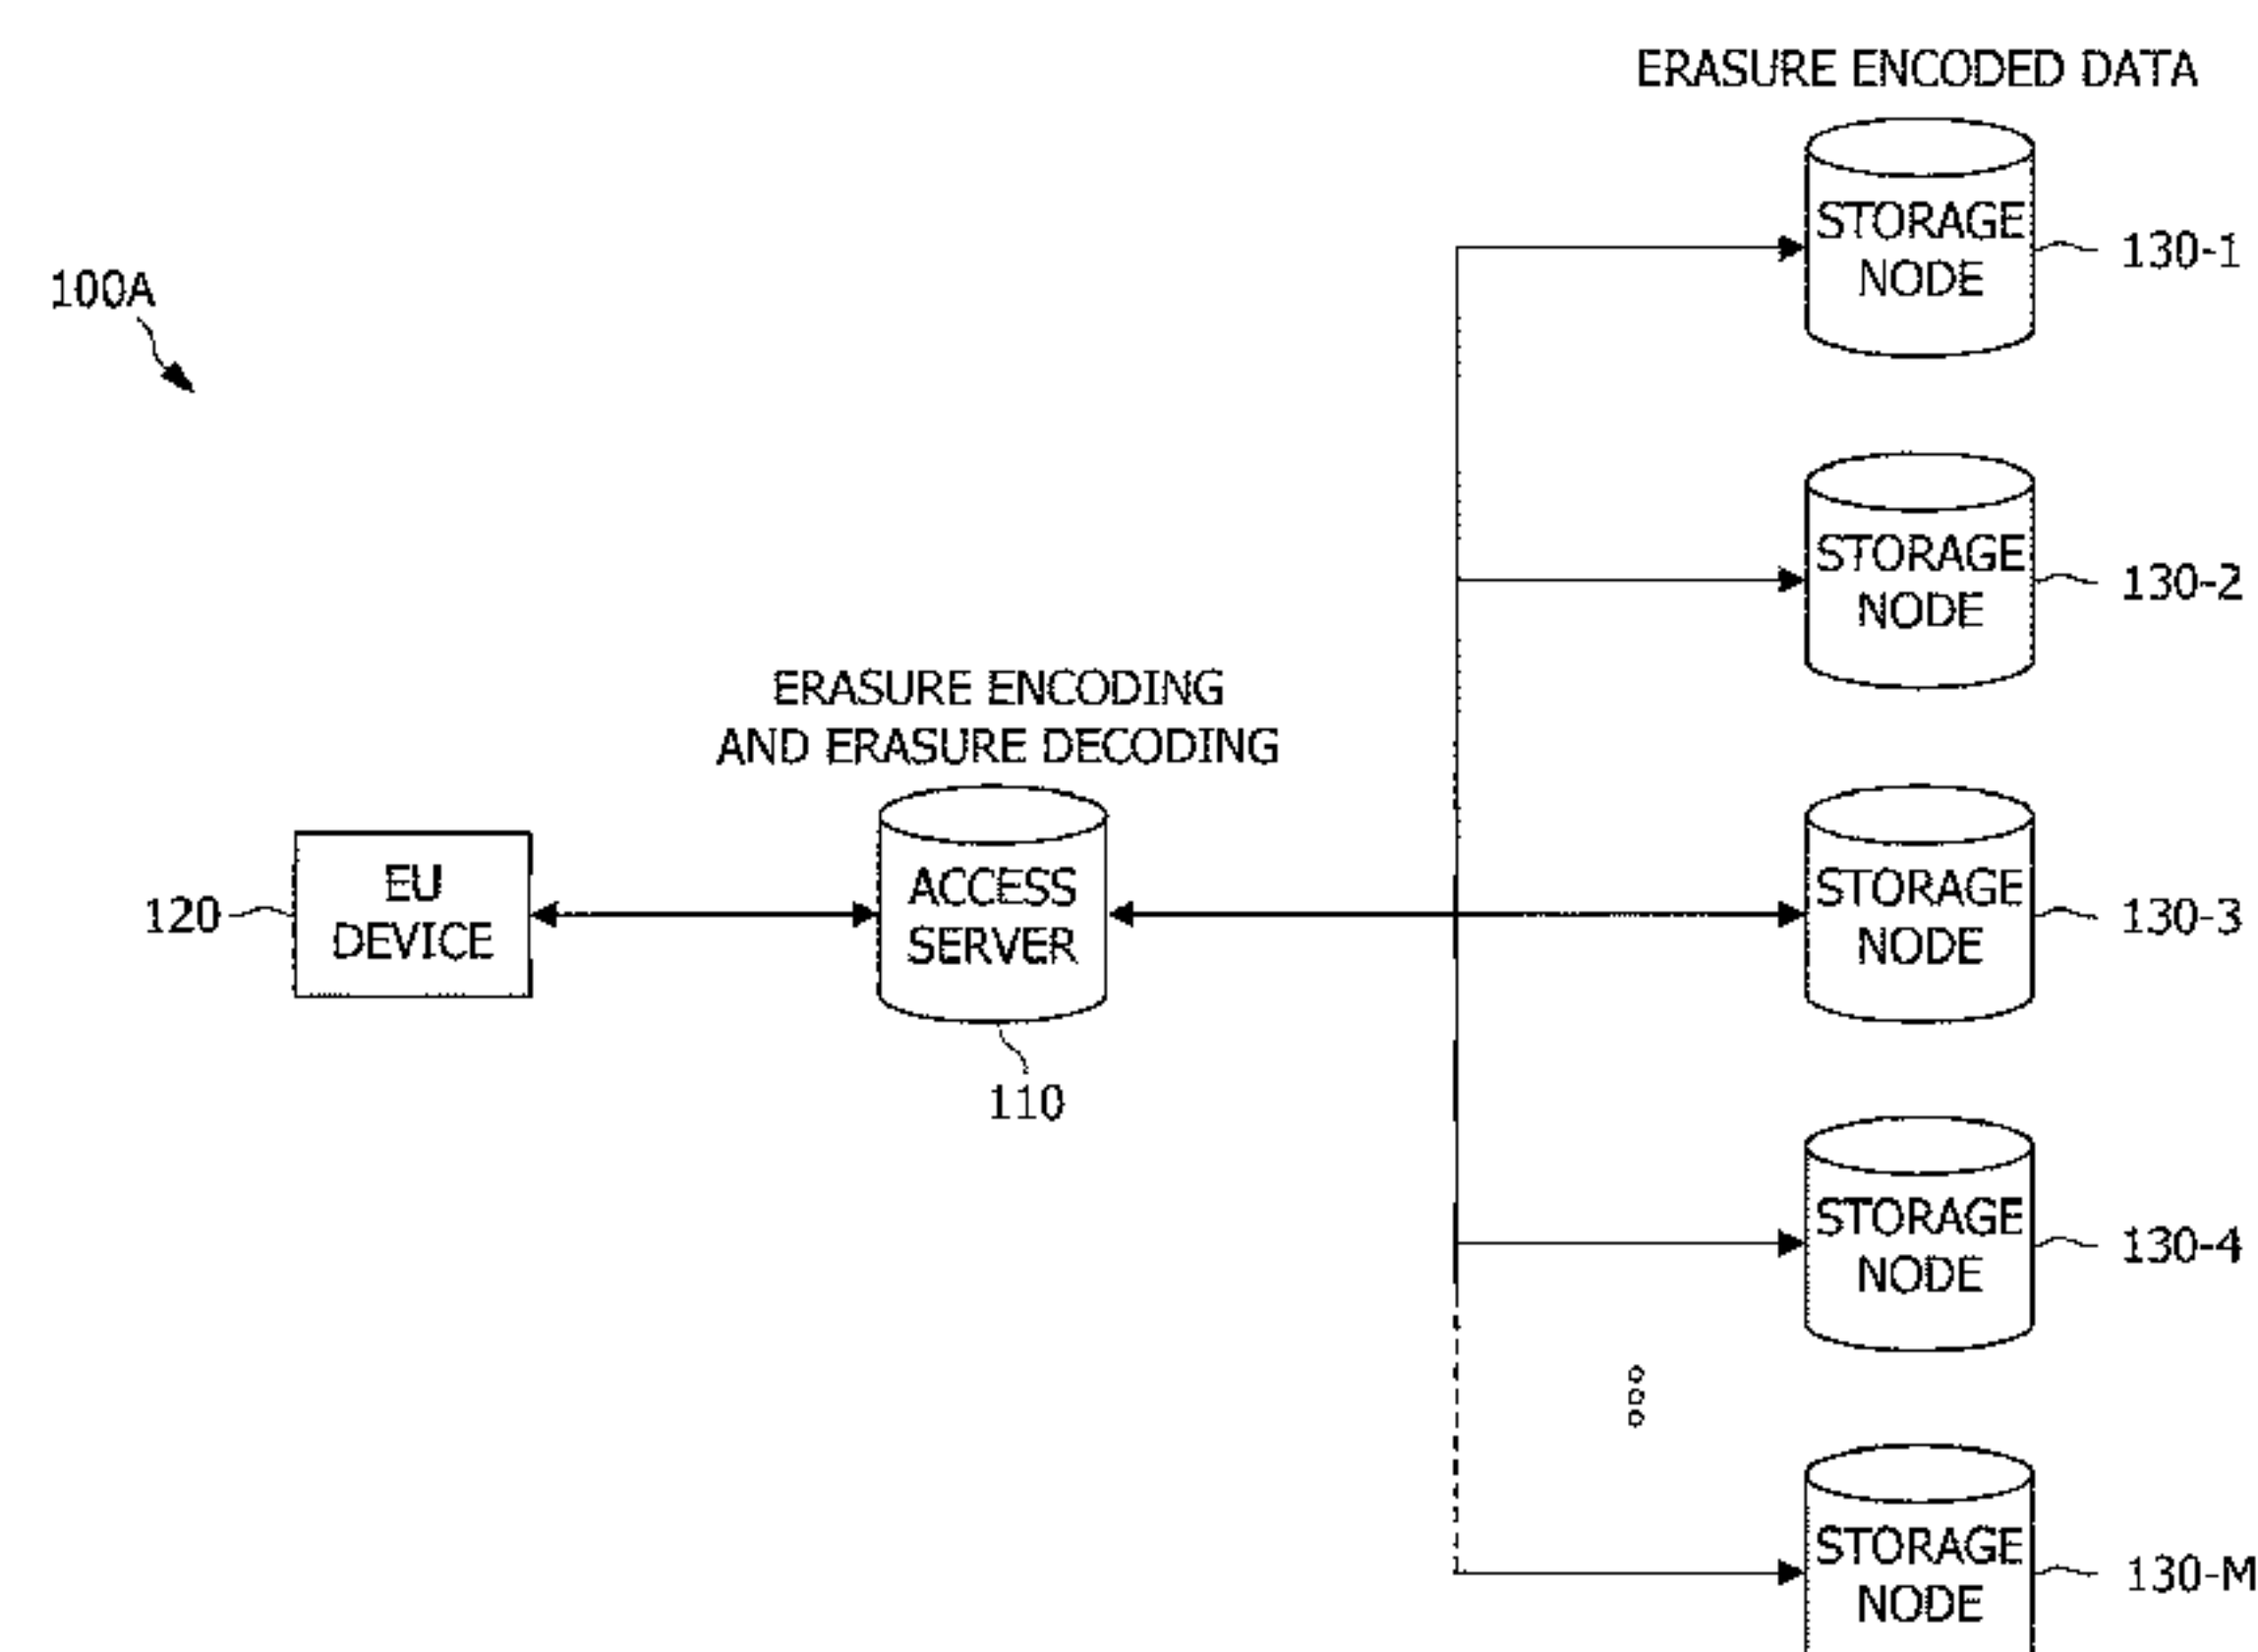 ERASURE ENCODED DATA
STORAGE
NODE
130-1
100A
STORAGE
NODE
130-2
ERASURE ENCODING
AND ERASURE DECODING
EU
DEVICE
120
ACCESS
SERVER
110
STORAGE
NODE
130-3
STORAGE
NODE
130-4
STORAGE
NODE
130-M